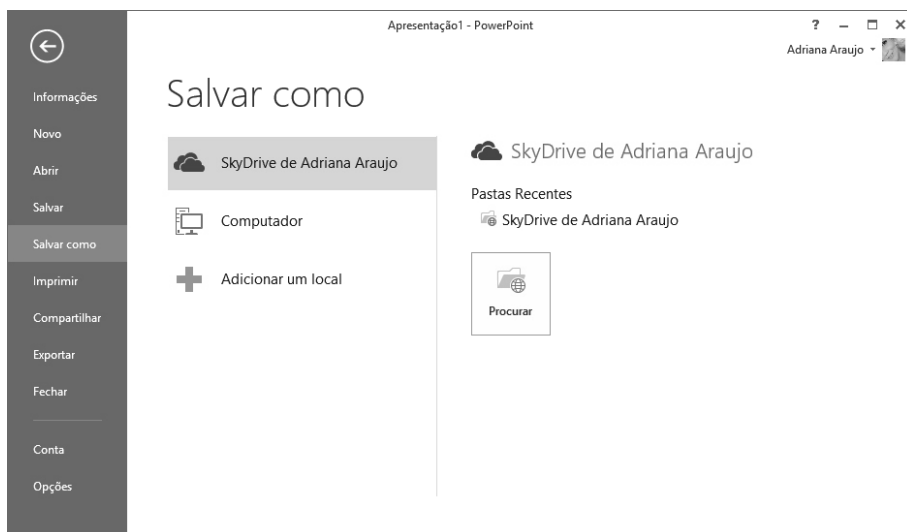 Apresentação1 - PowerPoint
?
Adriana Araujo
Informações
Novo
Abrir
Salvar
Salvar como
Imprimir
Compartilhar
Exportar
Fechar
Conta
Opções
Salvar como
SkyDrive de Adriana Araujo
Computador
Adicionar um local
SkyDrive de Adriana Araujo
Pastas Recentes
SkyDrive de Adriana Araujo
Procurar